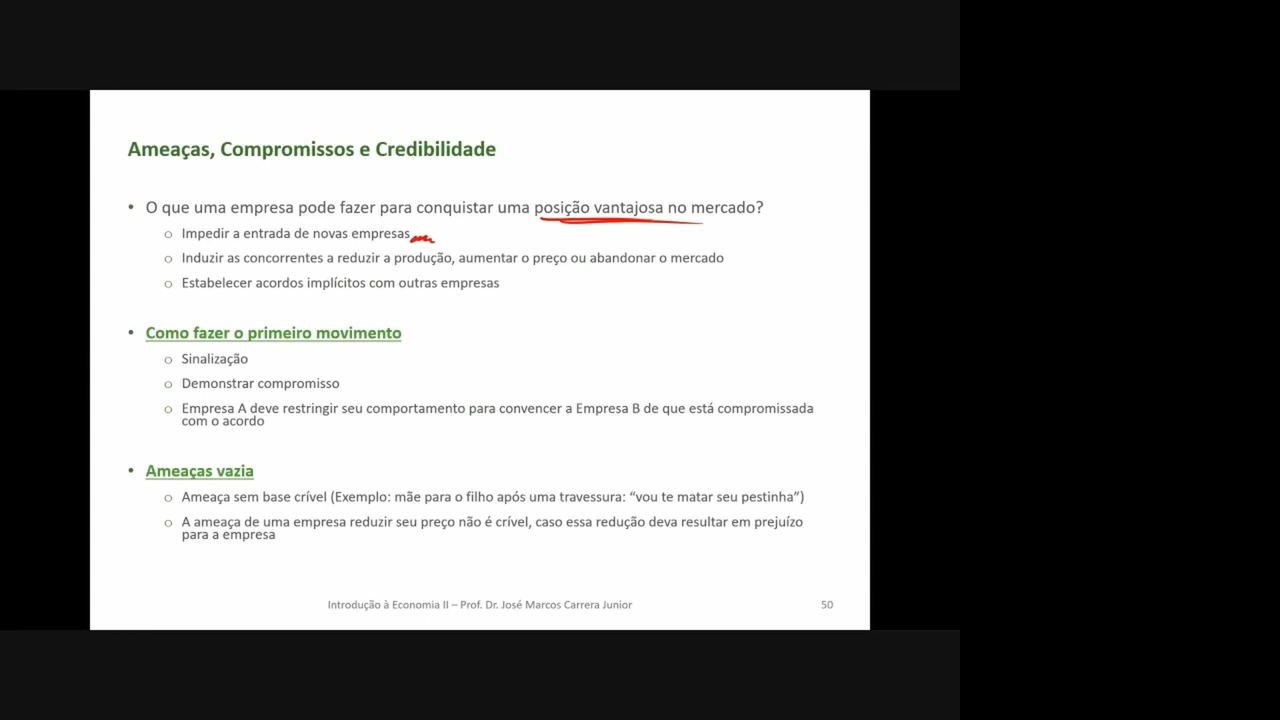 Ameaças, Compromissos e Credibilidade
• O que uma empresa pode fazer para conquistar uma posição vantajosa no mercado?
o Impedir a entrada de novas empresas
o Induzir as concorrentes a reduzir a produção, aumentar o preço ou abandonar o mercado
o Estabelecer acordos implícitos com outras empresas
• Como fazer o primeiro movimento
o Sinalização
o Demonstrar compromisso
o Empresa A deve restringir seu comportamento para convencer a Empresa B de que está compromissada
com o acordo
• Ameaças vazia
o Ameaça sem base crível (Exemplo: mãe para o filho após uma travessura: “vou te matar seu pestinha”)
o A ameaça de uma empresa reduzir seu preço não é crível, caso essa redução deva resultar em prejuízo
para a empresa
Introdução à Economia II – Prof. Dr. José Marcos Carrera Junior 50